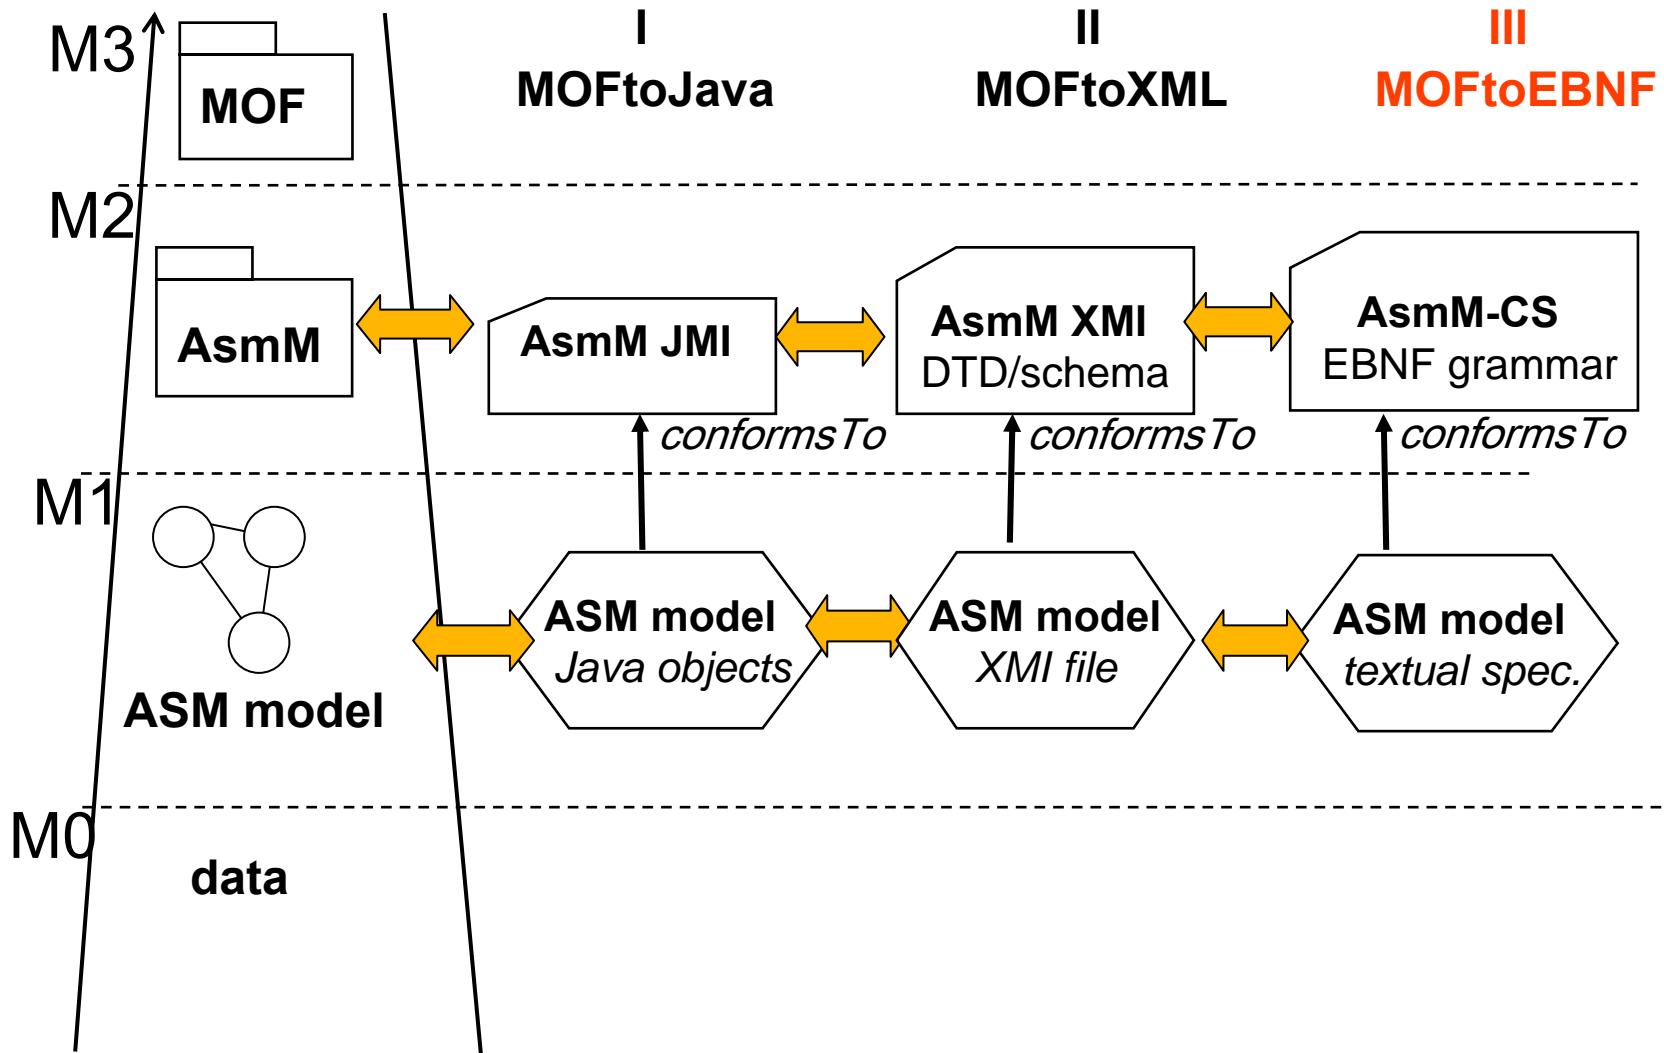 M3
MOF
I
MOFtoJava
II
MOFtoXML
III
MOFtoEBNF
M2
AsmM
AsmM JMI
AsmM XMI
DTD/schema
AsmM-CS
EBNF grammar
conformsTo
conformsTo
conformsTo
M1
ASM model
ASM model
Java objects
ASM model
XMI file
ASM model
textual spec.
M0
data